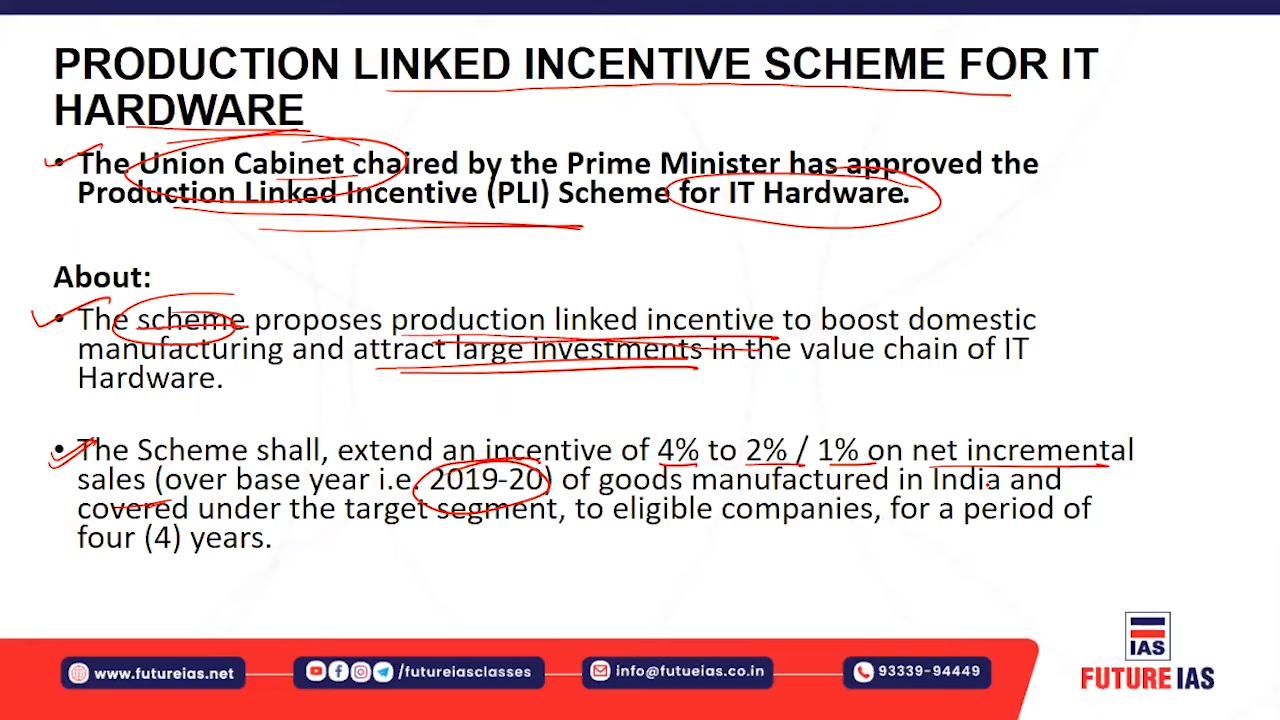 PRODUCTION LINKED INCENTIVE SCHEME FOR IT
HARDWARE
• The Union Cabinet chaired by the Prime Minister has approved the
Production Linked Incentive (PLI) Scheme for IT Hardware.
About:
• The scheme proposes production linked incentive to boost domestic
manufacturing and attract large investments in the value chain of IT
Hardware.
• The Scheme shall, extend an incentive of 4% to 2% / 1% on net incremental
sales (over base year i.e. 2019-20) of goods manufactured in India and
covered under the target segment, to eligible companies, for a period of
four (4) years.
www.futureias.net
/futureiasclasses
info@futueias.co.in
93339-94449
IAS
FUTURE IAS